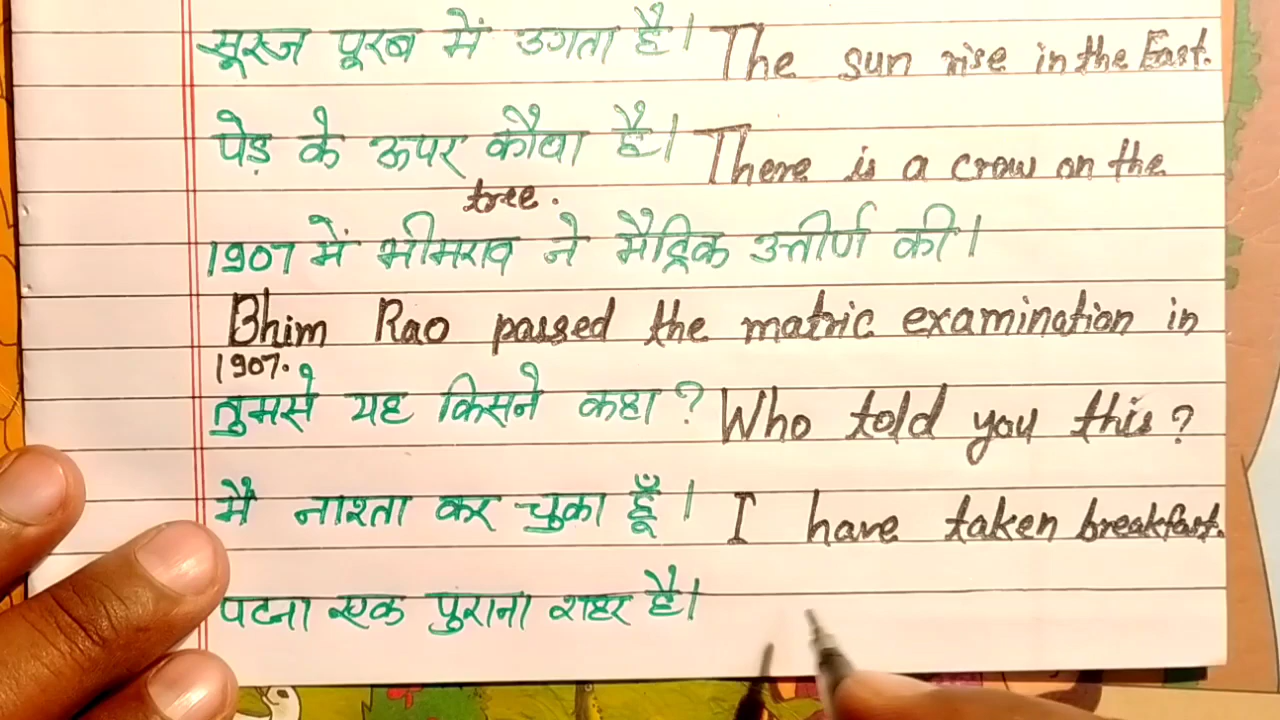 सूरज पूरब में उगता है। The sun rise in the East.
पेड़ के ऊपर कौवा है। There is a crow on the
tree.
1907 में भीमराव ने मैट्रिक उत्तीर्ण की।
Bhim Rao passed the matric examination in
1907.
तुमसे यह किसने कहा? Who told you this?
मै नाश्ता कर चुका हूँ। I have taken breakfast.
पटना एक पुराना शहर है।